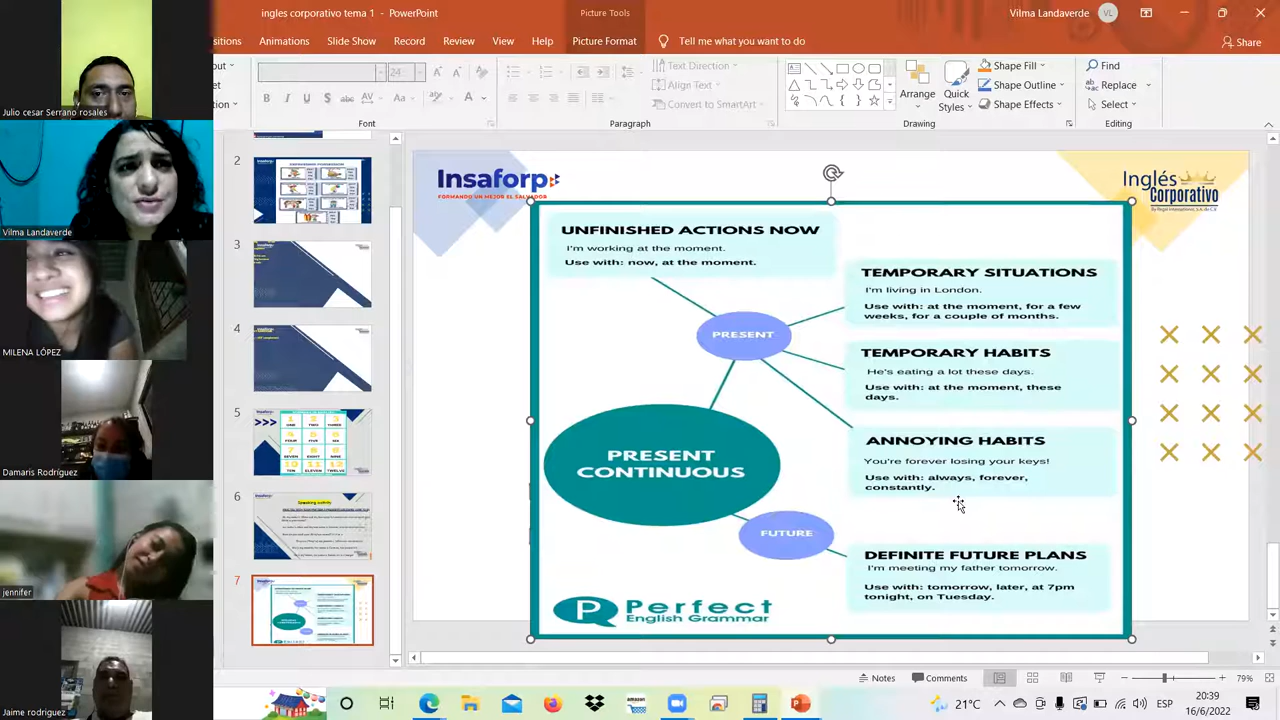 ingles corporativo tema 1 - PowerPoint
Picture Tools
Vilma Landaverde
VL
sitions
Animations
Slide Show
Record
Review
View
Help
Storyboarding
Picture Format
Tell me what you want to do
Share
24
Text Direction
Align Text
Convert to SmartArt
Arrange
Quick
Styles
Shape Fill
Shape Outline
Shape Effects
Find
Replace
Select
Font
Paragraph
Drawing
Editing
Julio cesar Serrano rosales
Vilma Landaverde
MILENA LÓPEZ
Damaris Rodríguez
jennifer
Jaime rodriguez
2
3
4
5
6
7
Insaforp
FORMANDO UN MEJOR EL SALVADOR
Inglés
Corporativo
UNFINISHED ACTIONS NOW
I'm working at the moment.
Use with: now, at the moment.
PRESENT
TEMPORARY SITUATIONS
I'm living in London.
Use with: at the moment, for a few
weeks, for a couple of months.
TEMPORARY HABITS
He's eating a lot these days.
Use with: at the moment, these
days.
ANNOYING HABITS
You're forever losing your keys!
Use with: always, forever,
constantly.
PRESENT
CONTINUOUS
FUTURE
DEFINITE FUTURE PLANS
I'm meeting my father tomorrow.
Use with: tomorrow, later, at 7pm
tonight, on Tuesday.
Perfect
English Grammar
Notes
Comments
79%
21°C
ESP
20:39
16/6/2022